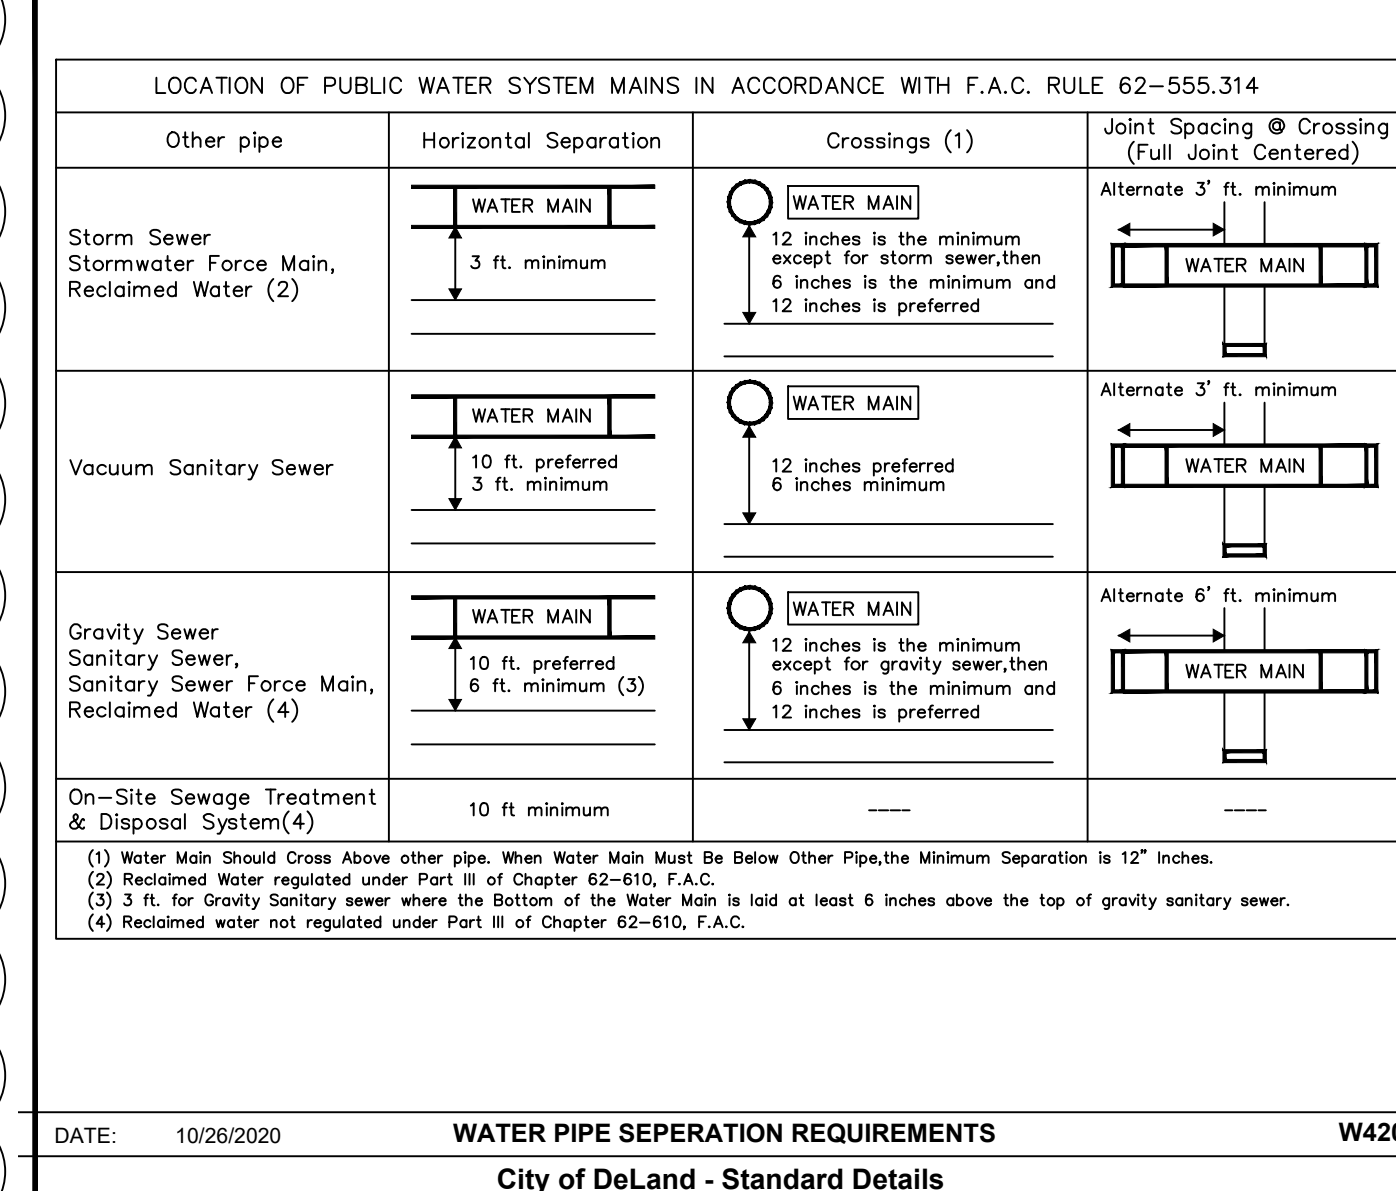 LOCATION OF PUBLIC WATER SYSTEM MAINS IN ACCORDANCE WITH F.A.C. RULE 62-555.314
Other pipe
Horizontal Separation
Crossings (1)
Joint Spacing @ Crossing
(Full Joint Centered)
Storm Sewer
Stormwater Force Main,
Reclaimed Water (2)
WATER MAIN
3 ft. minimum
WATER MAIN
12 inches is the minimum
except for storm sewer,then
6 inches is the minimum and
12 inches is preferred
Alternate 3' ft. minimum
WATER MAIN
Vacuum Sanitary Sewer
WATER MAIN
10 ft. preferred
3 ft. minimum
WATER MAIN
12 inches preferred
6 inches minimum
Alternate 3' ft. minimum
WATER MAIN
Gravity Sewer
Sanitary Sewer,
Sanitary Sewer Force Main,
Reclaimed Water (4)
WATER MAIN
10 ft. preferred
6 ft. minimum (3)
WATER MAIN
12 inches is the minimum
except for gravity sewer,then
6 inches is the minimum and
12 inches is preferred
Alternate 6' ft. minimum
WATER MAIN
On-Site Sewage Treatment
& Disposal System(4)
10 ft minimum
----
----
(1) Water Main Should Cross Above other pipe. When Water Main Must Be Below Other Pipe,the Minimum Separation is 12" Inches.
(2) Reclaimed Water regulated under Part III of Chapter 62-610, F.A.C.
(3) 3 ft. for Gravity Sanitary sewer where the Bottom of the Water Main is laid at least 6 inches above the top of gravity sanitary sewer.
(4) Reclaimed water not regulated under Part III of Chapter 62-610, F.A.C.
DATE: 10/26/2020
WATER PIPE SEPERATION REQUIREMENTS
City of DeLand - Standard Details